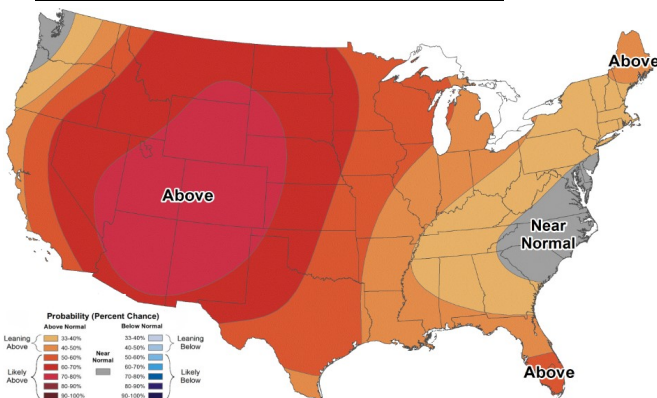 Above
Above
Near
Normal
Above
Probability (Percent Chance)
Above Normal
Below Normal
Leaning
Above
33-40%
40-50%
33-40%
40-50%
Leaning
Below
Near
Normal
Likely
Above
50-60%
60-70%
70-80%
80-90%
90-100%
50-60%
60-70%
70-80%
80-90%
90-100%
Likely
Below